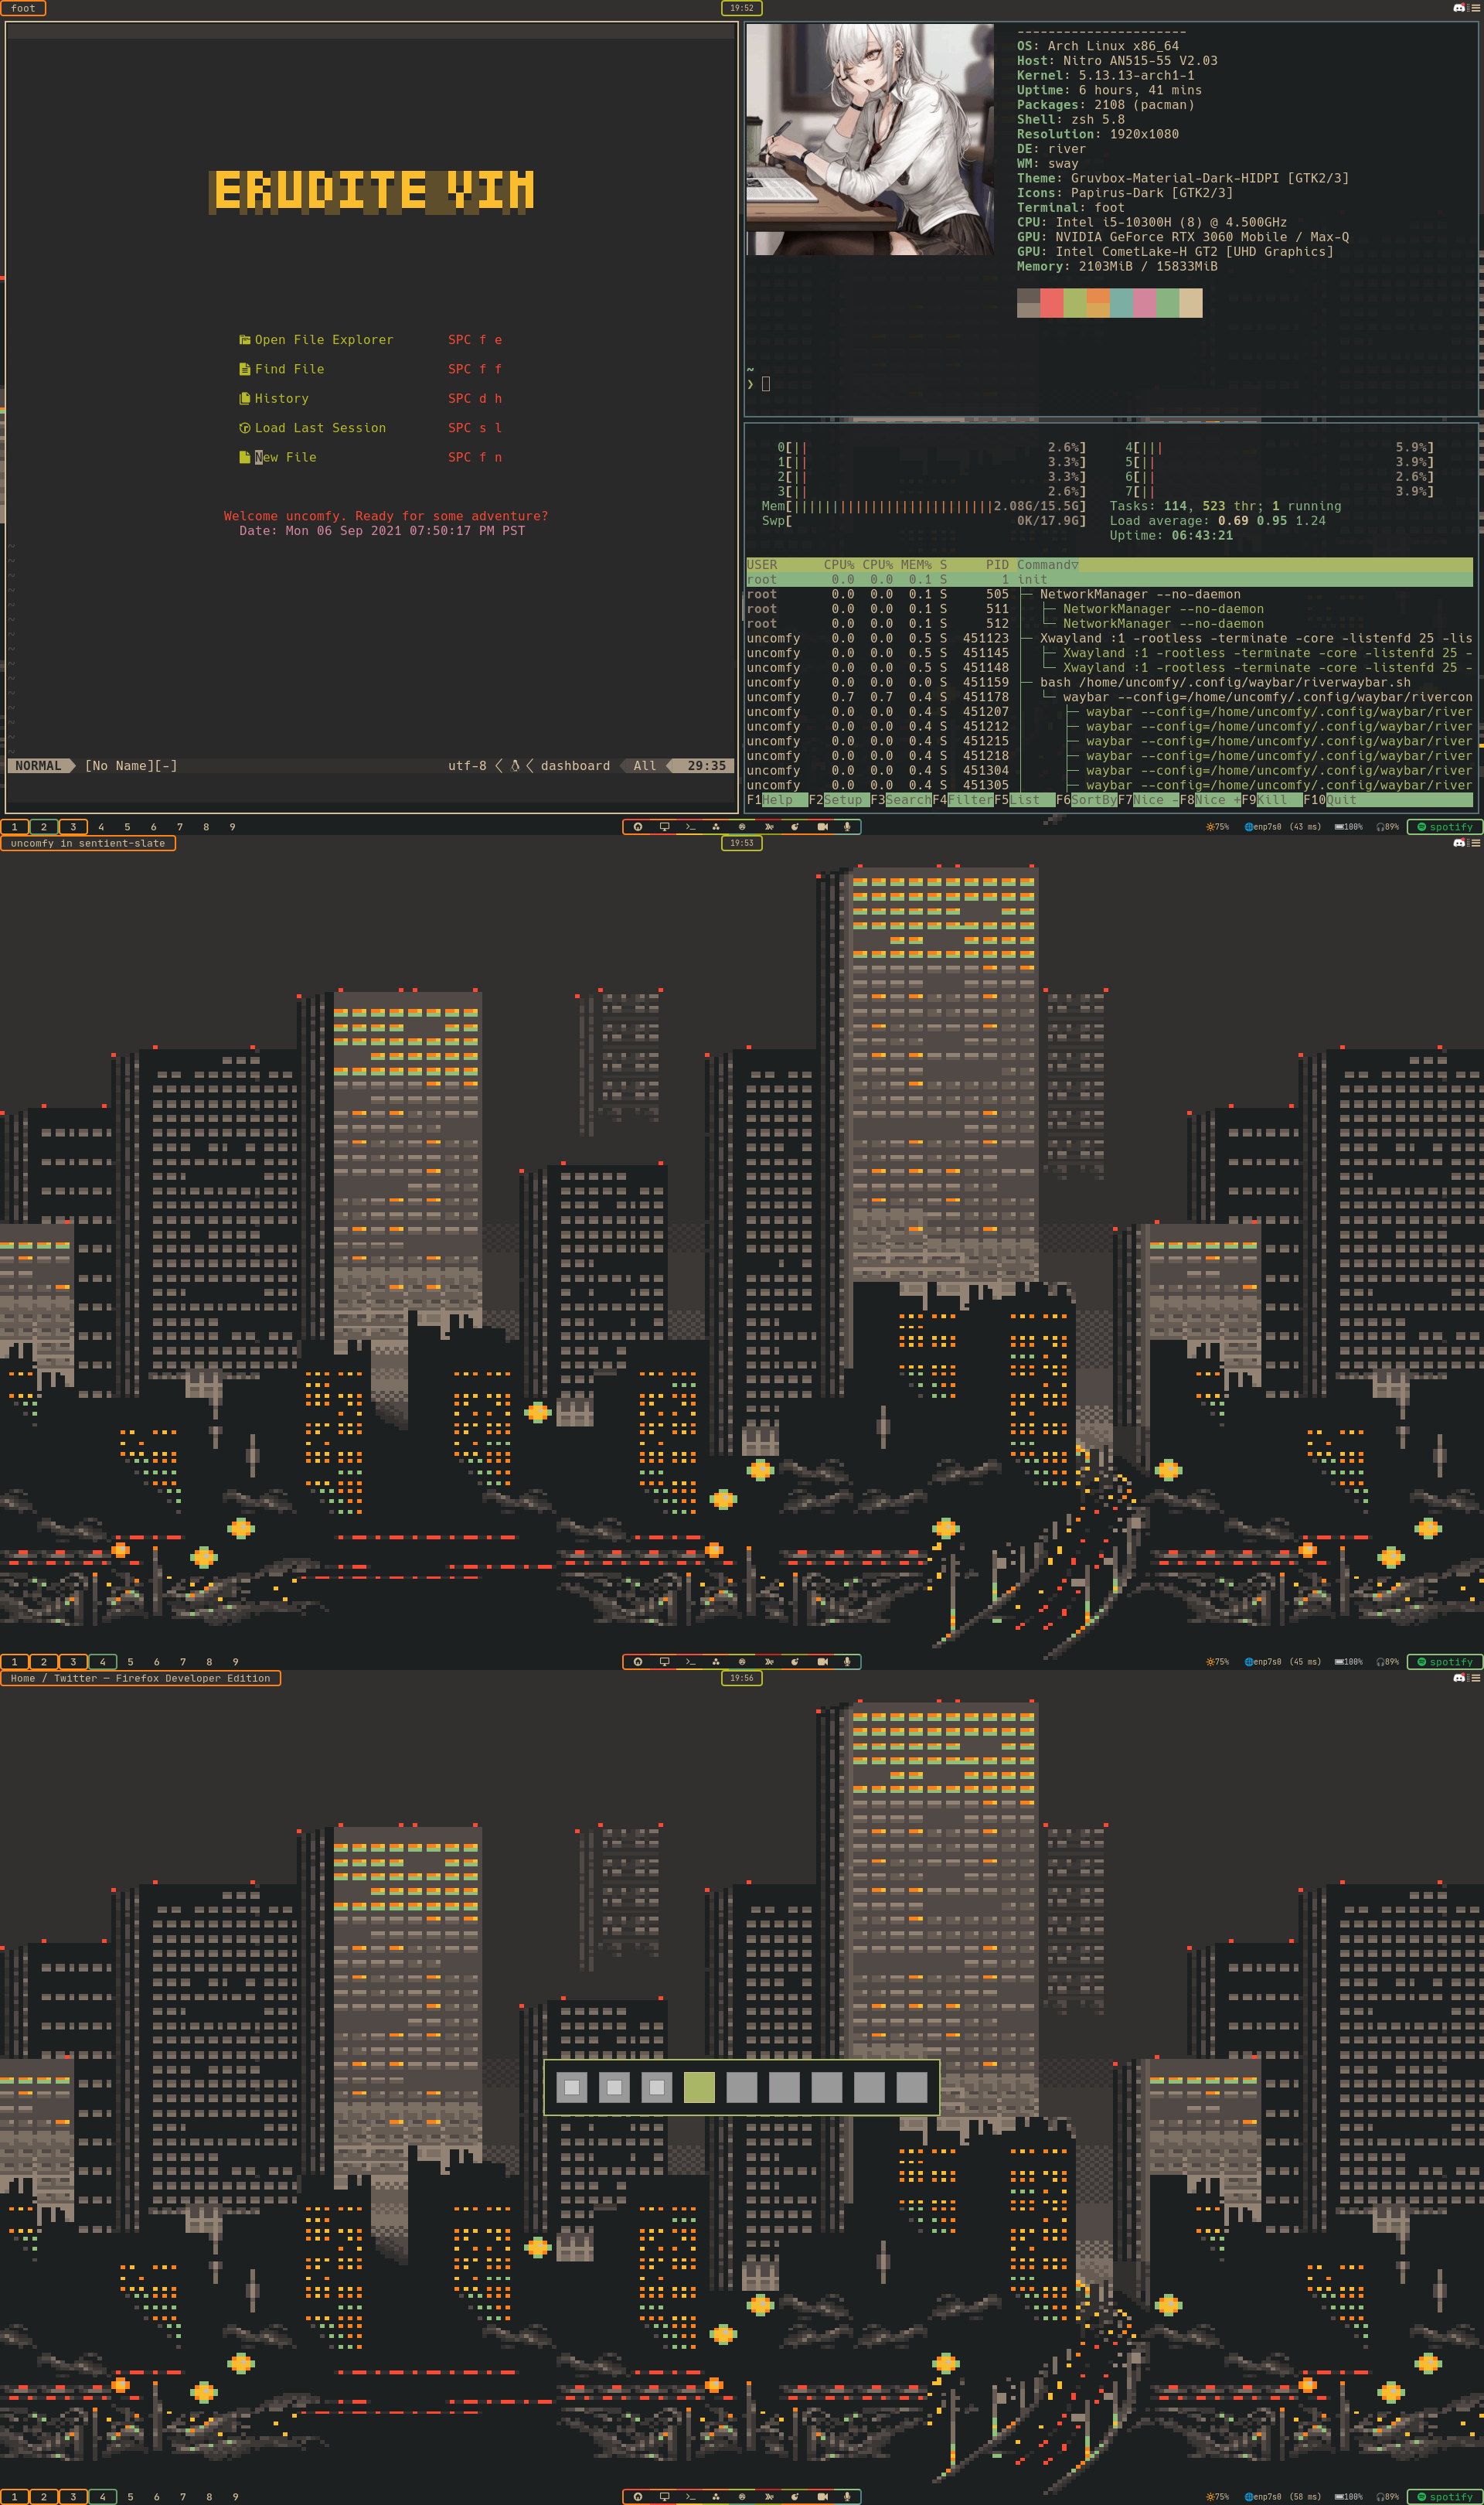 foot
19:52
ERUDITE VIM
Open File Explorer SPC f e
Find File SPC f f
History SPC d h
Load Last Session SPC s l
New File SPC f n
Welcome uncomfy. Ready for some adventure?
Date: Mon 06 Sep 2021 07:50:17 PM PST
NORMAL [No Name][-] utf-8 dashboard All 29:35
---------------------
OS: Arch Linux x86_64
Host: Nitro AN515-55 V2.03
Kernel: 5.13.13-arch1-1
Uptime: 6 hours, 41 mins
Packages: 2108 (pacman)
Shell: zsh 5.8
Resolution: 1920x1080
DE: river
WM: sway
Theme: Gruvbox-Material-Dark-HIDPI [GTK2/3]
Icons: Papirus-Dark [GTK2/3]
Terminal: foot
CPU: Intel i5-10300H (8) @ 4.500GHz
GPU: NVIDIA GeForce RTX 3060 Mobile / Max-Q
GPU: Intel CometLake-H GT2 [UHD Graphics]
Memory: 2103MiB / 15833MiB
~
❯
0[|| 2.6%] 4[||| 5.9%]
1[|| 3.3%] 5[|| 3.9%]
2[|| 3.3%] 6[|| 2.6%]
3[|| 2.6%] 7[|| 3.9%]
Mem[||||||||||||||||||||||||||2.08G/15.5G] Tasks: 114, 523 thr; 1 running
Swp[ 0K/17.9G] Load average: 0.69 0.95 1.24
Uptime: 06:43:21
USER CPU% CPU% MEM% S PID Command▽
root 0.0 0.0 0.1 S 1 init
root 0.0 0.0 0.1 S 505 ├─ NetworkManager --no-daemon
root 0.0 0.0 0.1 S 511 │ ├─ NetworkManager --no-daemon
root 0.0 0.0 0.1 S 512 │ └─ NetworkManager --no-daemon
uncomfy 0.0 0.0 0.5 S 451123 ├─ Xwayland :1 -rootless -terminate -core -listenfd 25 -lis
uncomfy 0.0 0.0 0.5 S 451145 │ ├─ Xwayland :1 -rootless -terminate -core -listenfd 25 -
uncomfy 0.0 0.0 0.5 S 451148 │ └─ Xwayland :1 -rootless -terminate -core -listenfd 25 -
uncomfy 0.0 0.0 0.0 S 451159 ├─ bash /home/uncomfy/.config/waybar/riverwaybar.sh
uncomfy 0.7 0.7 0.4 S 451178 │ └─ waybar --config=/home/uncomfy/.config/waybar/rivercon
uncomfy 0.0 0.0 0.4 S 451207 │ ├─ waybar --config=/home/uncomfy/.config/waybar/river
uncomfy 0.0 0.0 0.4 S 451212 │ ├─ waybar --config=/home/uncomfy/.config/waybar/river
uncomfy 0.0 0.0 0.4 S 451215 │ ├─ waybar --config=/home/uncomfy/.config/waybar/river
uncomfy 0.0 0.0 0.4 S 451218 │ ├─ waybar --config=/home/uncomfy/.config/waybar/river
uncomfy 0.0 0.0 0.4 S 451304 │ ├─ waybar --config=/home/uncomfy/.config/waybar/river
uncomfy 0.0 0.0 0.4 S 451305 │ ├─ waybar --config=/home/uncomfy/.config/waybar/river
F1Help F2Setup F3SearchF4FilterF5List F6SortByF7Nice -F8Nice +F9Kill F10Quit
1 2 3 4 5 6 7 8 9 75% enp7s0 (43 ms) 100% 89% spotify
uncomfy in sentient-slate
19:53
1 2 3 4 5 6 7 8 9 75% enp7s0 (45 ms) 100% 89% spotify
Home / Twitter — Firefox Developer Edition
19:56
1 2 3 4 5 6 7 8 9 75% enp7s0 (58 ms) 100% 89% spotify